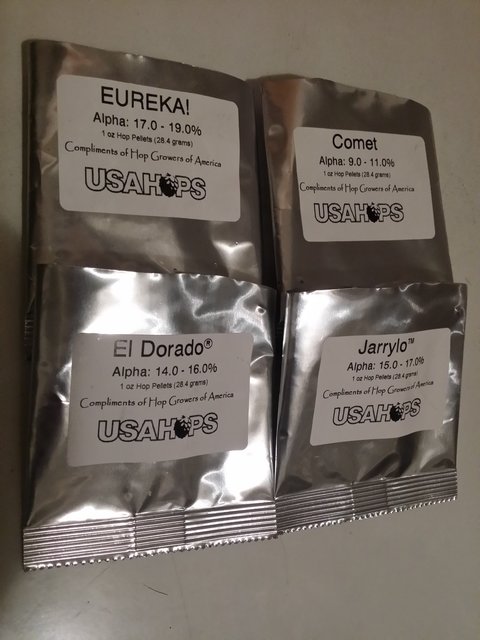 EUREKA!
Alpha: 17.0 - 19.0%
1 oz Hop Pellets (28.4 grams)
Compliments of Hop Growers of America
USAHOPS
Comet
Alpha: 9.0 - 11.0%
1 oz Hop Pellets (28.4 grams)
Compliments of Hop Growers of America
USAHOPS
El Dorado®
Alpha: 14.0 - 16.0%
1 oz Hop Pellets (28.4 grams)
Compliments of Hop Growers of America
USAHOPS
Jarrylo™
Alpha: 15.0 - 17.0%
1 oz Hop Pellets (28.4 grams)
Compliments of Hop Growers of America
USAHOPS